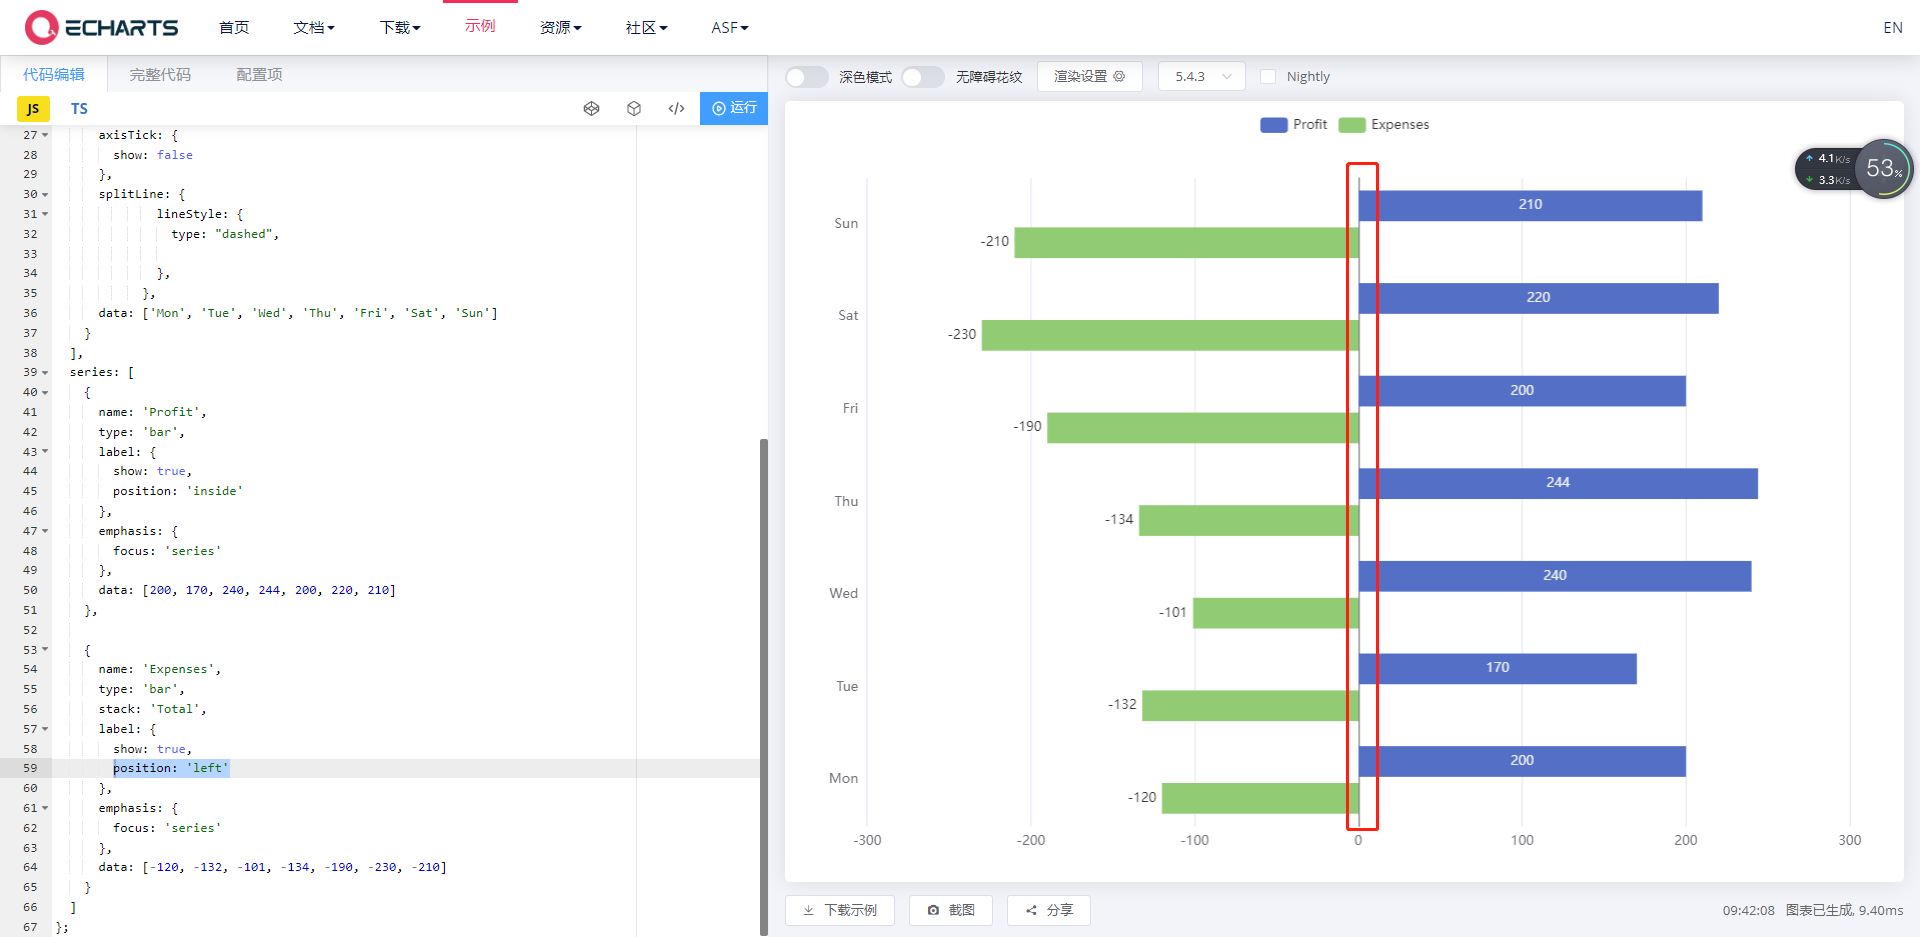 ECHARTS 首页 文档 下载 示例 资源 社区 ASF EN
代码编辑 完整代码 配置项
JS TS </> 运行
27 axisTick: {
28 show: false
29 },
30 splitLine: {
31 lineStyle: {
32 type: "dashed",
33
34 },
35 },
36 data: ['Mon', 'Tue', 'Wed', 'Thu', 'Fri', 'Sat', 'Sun']
37 }
38 ],
39 series: [
40 {
41 name: 'Profit',
42 type: 'bar',
43 label: {
44 show: true,
45 position: 'inside'
46 },
47 emphasis: {
48 focus: 'series'
49 },
50 data: [200, 170, 240, 244, 200, 220, 210]
51 },
52
53 {
54 name: 'Expenses',
55 type: 'bar',
56 stack: 'Total',
57 label: {
58 show: true,
59 position: 'left'
60 },
61 emphasis: {
62 focus: 'series'
63 },
64 data: [-120, -132, -101, -134, -190, -230, -210]
65 }
66 ]
67 };
深色模式 无障碍花纹 渲染设置 5.4.3 Nightly
Profit Expenses
4.1K/s
3.3K/s
53%
210
Sun
-210
220
Sat
-230
200
Fri
-190
244
Thu
-134
240
Wed
-101
170
Tue
-132
200
Mon
-120
-300 -200 -100 0 100 200 300
下载示例 截图 分享 09:42:08 图表已生成, 9.40ms